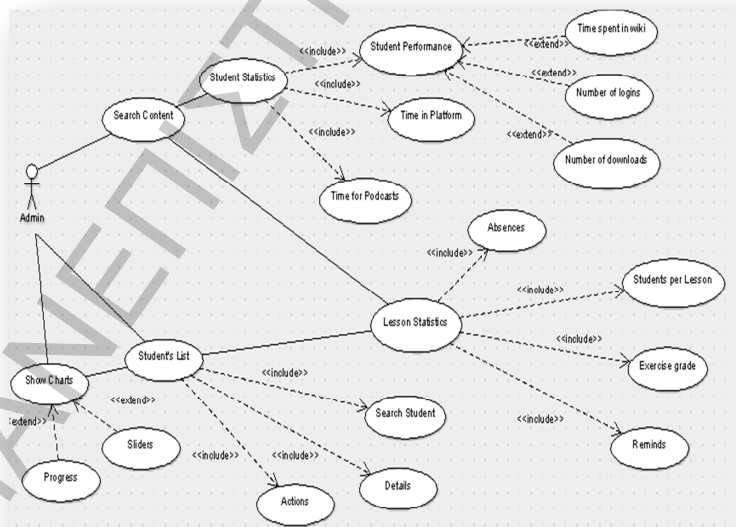 Time spent in wiki
<<include>>
Student Performance
<<extend>>
Student Statistics
<<extend>>
<<include>>
Number of logins
Search Content
Time in Platform
<<include>>
<<extend>>
Number of downloads
Admin
Time for Podcasts
Absences
<<include>>
Students per Lesson
<<include>>
Lesson Statistics
<<include>>
Student's List
Exercise grade
Show Charts
<<include>>
<<extend>>
Search Student
<<include>>
<<extend>>
Sliders
Reminds
<<include>>
<<include>>
Progress
Details
Actions